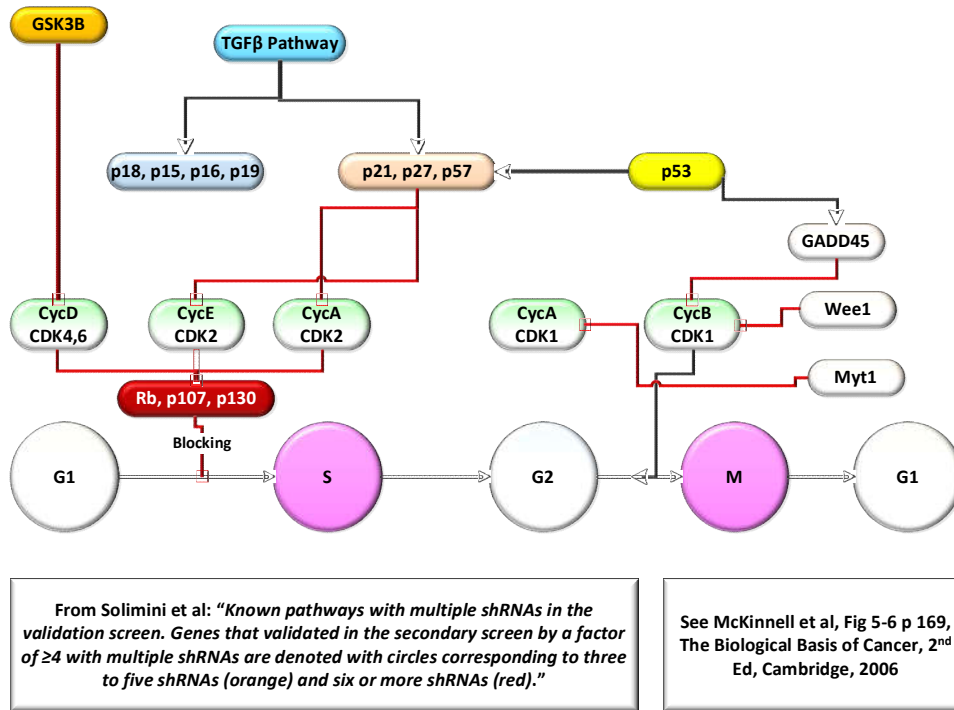 GSK3B
TGFβ Pathway
p18, p15, p16, p19
p21, p27, p57
p53
GADD45
CycD
CDK4,6
CycE
CDK2
CycA
CDK2
CycA
CDK1
CycB
CDK1
Wee1
Myt1
Rb, p107, p130
Blocking
G1
S
G2
M
G1
From Solimini et al: “Known pathways with multiple shRNAs in the
validation screen. Genes that validated in the secondary screen by a factor
of ≥4 with multiple shRNAs are denoted with circles corresponding to three
to five shRNAs (orange) and six or more shRNAs (red).”
See McKinnell et al, Fig 5-6 p 169,
The Biological Basis of Cancer, 2nd
Ed, Cambridge, 2006